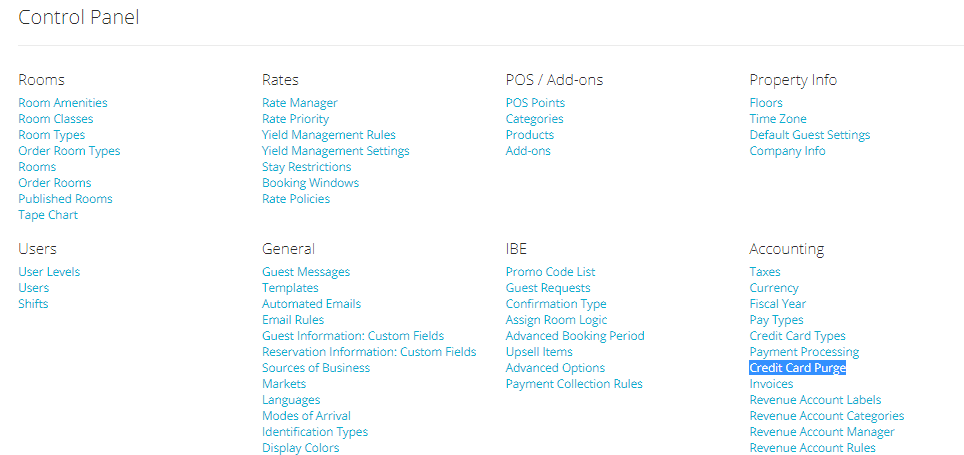 Control Panel
Rooms
Room Amenities
Room Classes
Room Types
Order Room Types
Rooms
Order Rooms
Published Rooms
Tape Chart
Rates
Rate Manager
Rate Priority
Yield Management Rules
Yield Management Settings
Stay Restrictions
Booking Windows
Rate Policies
POS / Add-ons
POS Points
Categories
Products
Add-ons
Property Info
Floors
Time Zone
Default Guest Settings
Company Info
Users
User Levels
Users
Shifts
General
Guest Messages
Templates
Automated Emails
Email Rules
Guest Information: Custom Fields
Reservation Information: Custom Fields
Sources of Business
Markets
Languages
Modes of Arrival
Identification Types
Display Colors
IBE
Promo Code List
Guest Requests
Confirmation Type
Assign Room Logic
Advanced Booking Period
Upsell Items
Advanced Options
Payment Collection Rules
Accounting
Taxes
Currency
Fiscal Year
Pay Types
Credit Card Types
Payment Processing
Credit Card Purge
Invoices
Revenue Account Labels
Revenue Account Categories
Revenue Account Manager
Revenue Account Rules